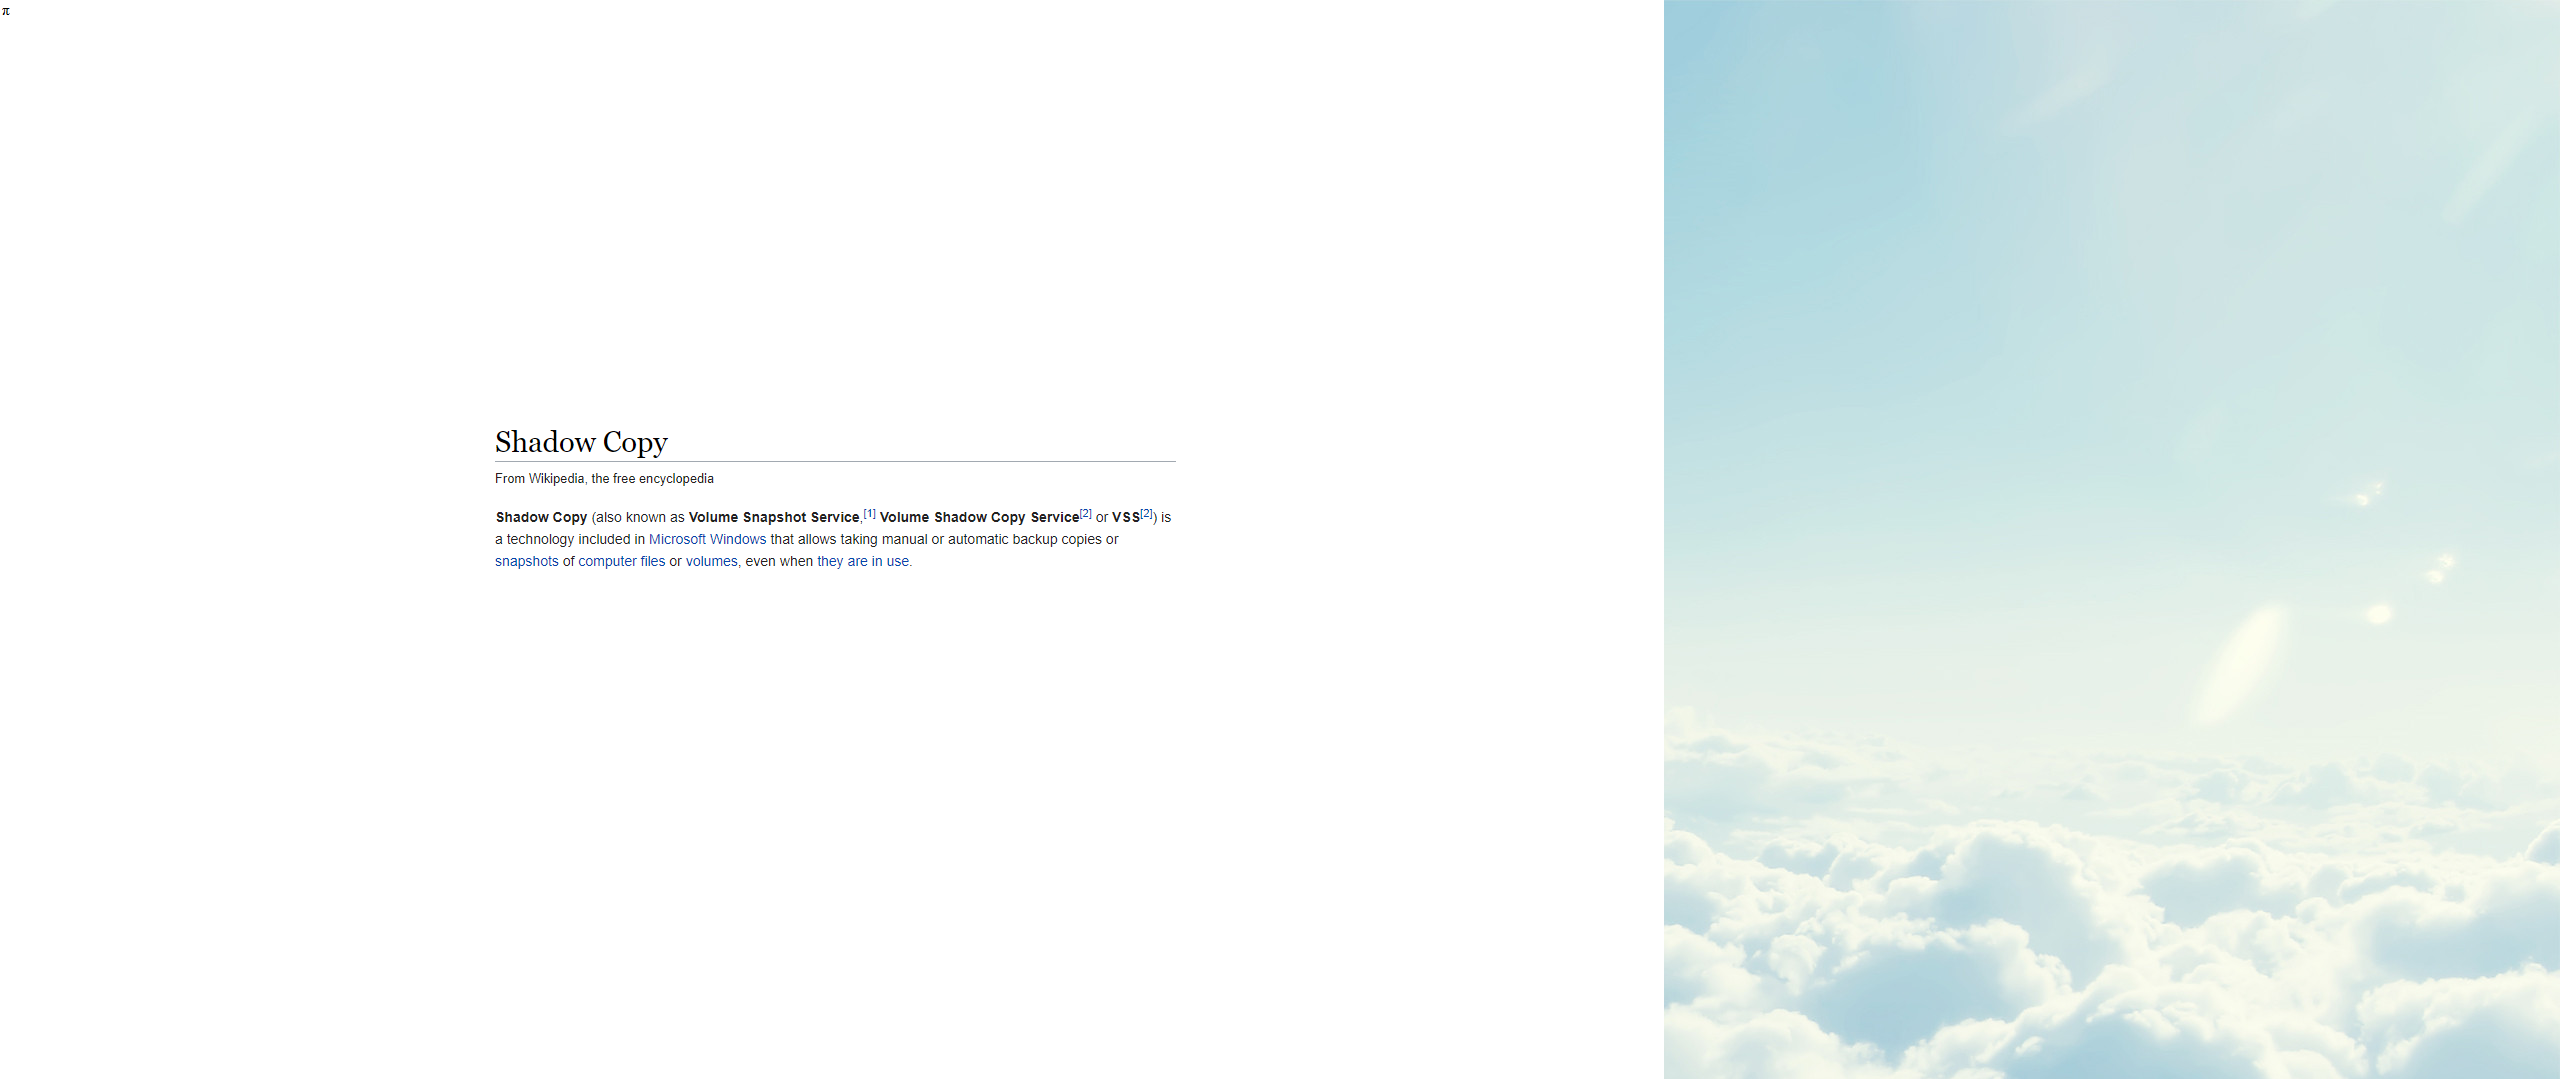 π
Shadow Copy
From Wikipedia, the free encyclopedia
Shadow Copy (also known as Volume Snapshot Service,[1] Volume Shadow Copy Service[2] or VSS[2]) is
a technology included in Microsoft Windows that allows taking manual or automatic backup copies or
snapshots of computer files or volumes, even when they are in use.